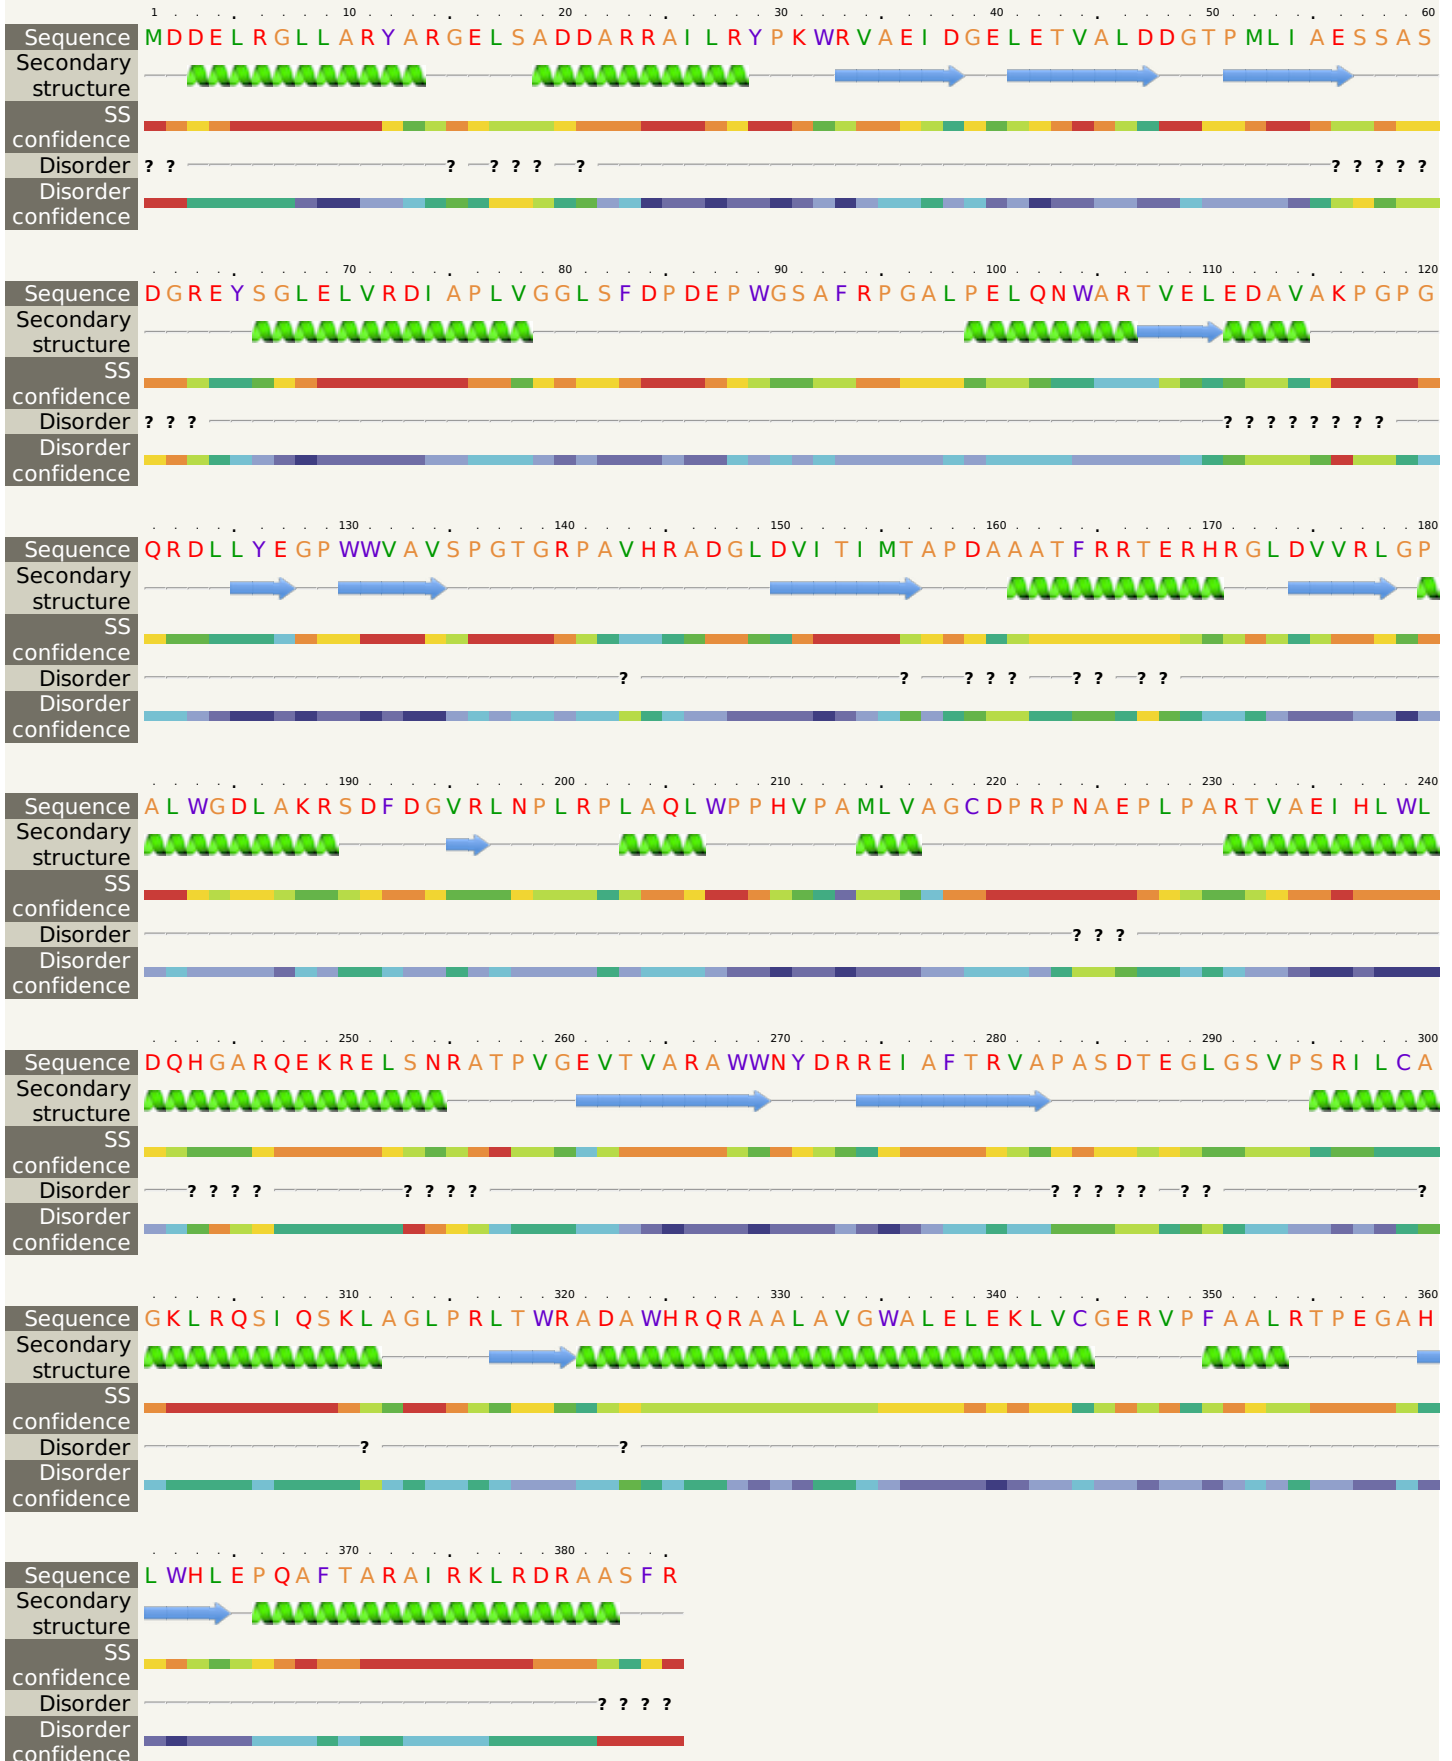 1 10 20 30 40 50 60
Sequence MDDELRGLLARYARGELSADDARRAILRYPKWRVAEIDGELETVALDDGTPMLIAESSAS
Secondary
structure
SS
confidence
Disorder ? ? ? ? ? ? ? ? ? ? ? ?
Disorder
confidence
70 80 90 100 110 120
Sequence DGREYSGLELVRDIAPLVGGLSFDPDEPWGSAFRPGALPELQNWARTVELEDAVAKPGPG
Secondary
structure
SS
confidence
Disorder ? ? ? ? ? ? ? ? ? ? ?
Disorder
confidence
130 140 150 160 170 180
Sequence QRDLLYEGPWWVAVSPGTGRPAVHRADGLDVITIMTAPDAAATFRRTERHRGLDVVRLGP
Secondary
structure
SS
confidence
Disorder ? ? ? ? ? ? ? ? ?
Disorder
confidence
190 200 210 220 230 240
Sequence ALWGDLAKRSDFDGVRLNPLRPLAQLWPPHVPAMLVAGCDPRPNAEPLPARTVAEIHLWL
Secondary
structure
SS
confidence
Disorder ? ? ?
Disorder
confidence
250 260 270 280 290 300
Sequence DQHGARQEKRELSNRATPVGEVTVARAWWNYDRREIAFTRVAPASDTEGLGSVPSRILCA
Secondary
structure
SS
confidence
Disorder ? ? ? ? ? ? ? ? ? ? ? ? ? ? ? ?
Disorder
confidence
310 320 330 340 350 360
Sequence GKLRQSIQSKLAGLPRLTWRADAWHRQRAALAVGWALELEKLVCGERVPFAALRTPEGAH
Secondary
structure
SS
confidence
Disorder ? ?
Disorder
confidence
370 380
Sequence LWHLEPQAFTARAIRKLRDRAASFR
Secondary
structure
SS
confidence
Disorder ? ? ? ?
Disorder
confidence